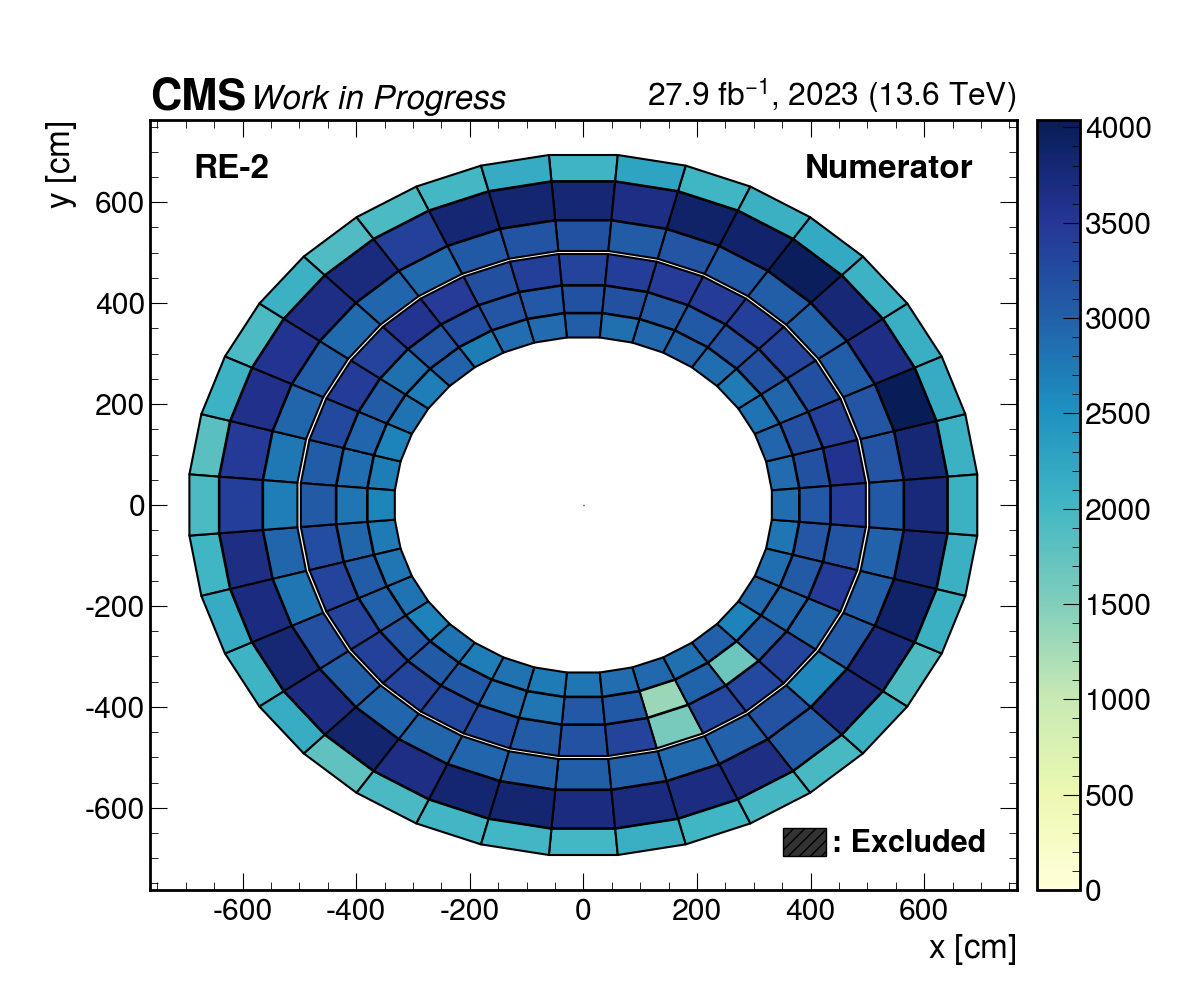 CMS Work in Progress 27.9 fb⁻¹, 2023 (13.6 TeV)
y [cm]
RE-2 Numerator
600
400
200
0
-200
-400
-600
: Excluded
-600 -400 -200 0 200 400 600
x [cm]
4000
3500
3000
2500
2000
1500
1000
500
0